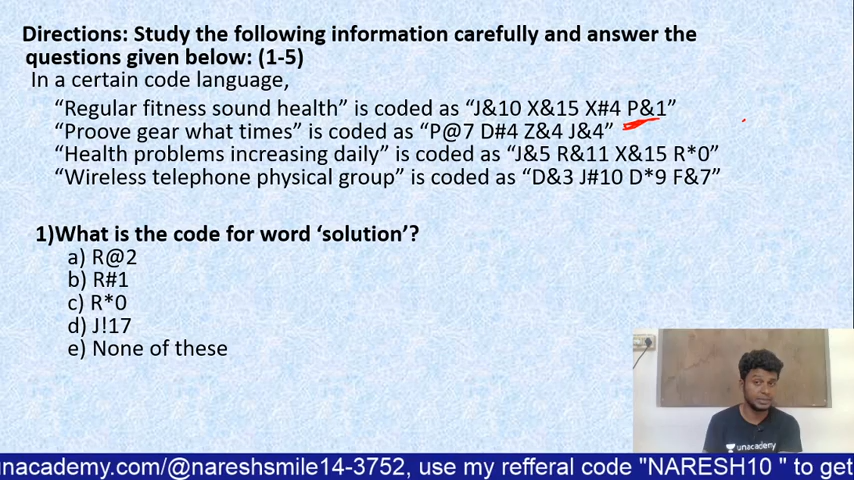 Directions: Study the following information carefully and answer the
questions given below: (1-5)
In a certain code language,
“Regular fitness sound health” is coded as “J&10 X&15 X#4 P&1”
“Proove gear what times” is coded as “P@7 D#4 Z&4 J&4”
“Health problems increasing daily” is coded as “J&5 R&11 X&15 R*0”
“Wireless telephone physical group” is coded as “D&3 J#10 D*9 F&7”
1)What is the code for word ‘solution’?
a) R@2
b) R#1
c) R*0
d) J!17
e) None of these
unacademy
nacademy.com/@nareshsmile14-3752, use my refferal code "NARESH10 " to get